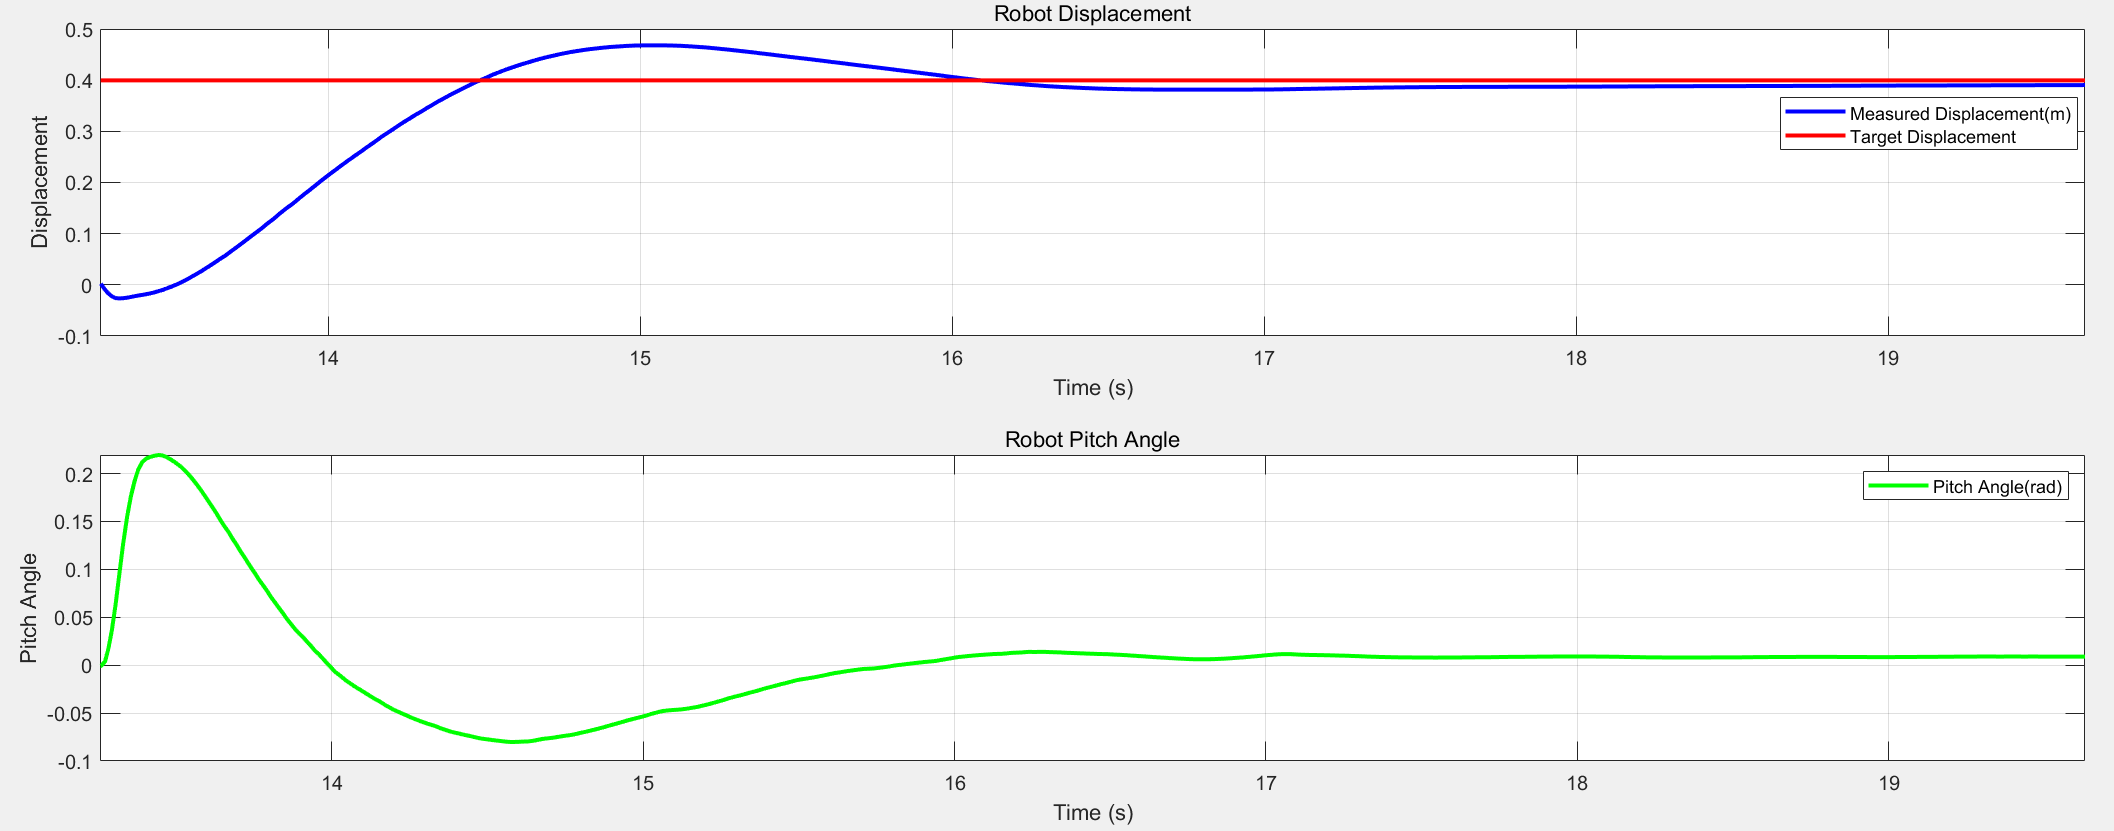 Robot Displacement
0.5
0.4
0.3
0.2
0.1
0
-0.1
Displacement
Measured Displacement(m)
Target Displacement
14 15 16 17 18 19
Time (s)
Robot Pitch Angle
0.2
0.15
0.1
0.05
0
-0.05
-0.1
Pitch Angle
Pitch Angle(rad)
14 15 16 17 18 19
Time (s)